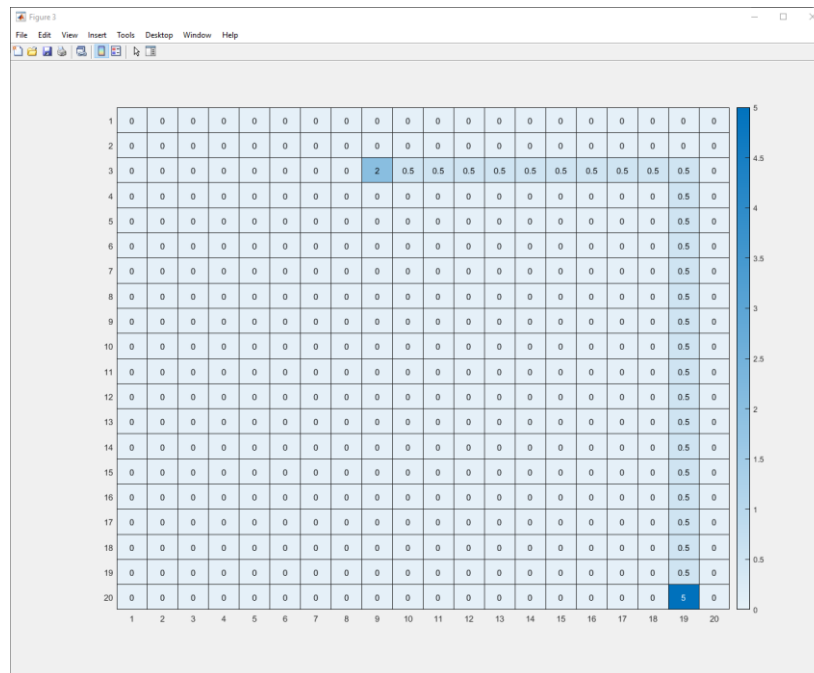 Figure 3
File Edit View Insert Tools Desktop Window Help
5
1 0 0 0 0 0 0 0 0 0 0 0 0 0 0 0 0 0 0 0 0
2 0 0 0 0 0 0 0 0 0 0 0 0 0 0 0 0 0 0 0 0
4.5
3 0 0 0 0 0 0 0 0 2 0.5 0.5 0.5 0.5 0.5 0.5 0.5 0.5 0.5 0.5 0
4 0 0 0 0 0 0 0 0 0 0 0 0 0 0 0 0 0 0 0.5 0
4
5 0 0 0 0 0 0 0 0 0 0 0 0 0 0 0 0 0 0 0.5 0
6 0 0 0 0 0 0 0 0 0 0 0 0 0 0 0 0 0 0 0.5 0
3.5
7 0 0 0 0 0 0 0 0 0 0 0 0 0 0 0 0 0 0 0.5 0
8 0 0 0 0 0 0 0 0 0 0 0 0 0 0 0 0 0 0 0.5 0
3
9 0 0 0 0 0 0 0 0 0 0 0 0 0 0 0 0 0 0 0.5 0
10 0 0 0 0 0 0 0 0 0 0 0 0 0 0 0 0 0 0 0.5 0
2.5
11 0 0 0 0 0 0 0 0 0 0 0 0 0 0 0 0 0 0 0.5 0
12 0 0 0 0 0 0 0 0 0 0 0 0 0 0 0 0 0 0 0.5 0
2
13 0 0 0 0 0 0 0 0 0 0 0 0 0 0 0 0 0 0 0.5 0
14 0 0 0 0 0 0 0 0 0 0 0 0 0 0 0 0 0 0 0.5 0
1.5
15 0 0 0 0 0 0 0 0 0 0 0 0 0 0 0 0 0 0 0.5 0
16 0 0 0 0 0 0 0 0 0 0 0 0 0 0 0 0 0 0 0.5 0
1
17 0 0 0 0 0 0 0 0 0 0 0 0 0 0 0 0 0 0 0.5 0
18 0 0 0 0 0 0 0 0 0 0 0 0 0 0 0 0 0 0 0.5 0
0.5
19 0 0 0 0 0 0 0 0 0 0 0 0 0 0 0 0 0 0 0.5 0
20 0 0 0 0 0 0 0 0 0 0 0 0 0 0 0 0 0 0 5 0
0
1 2 3 4 5 6 7 8 9 10 11 12 13 14 15 16 17 18 19 20